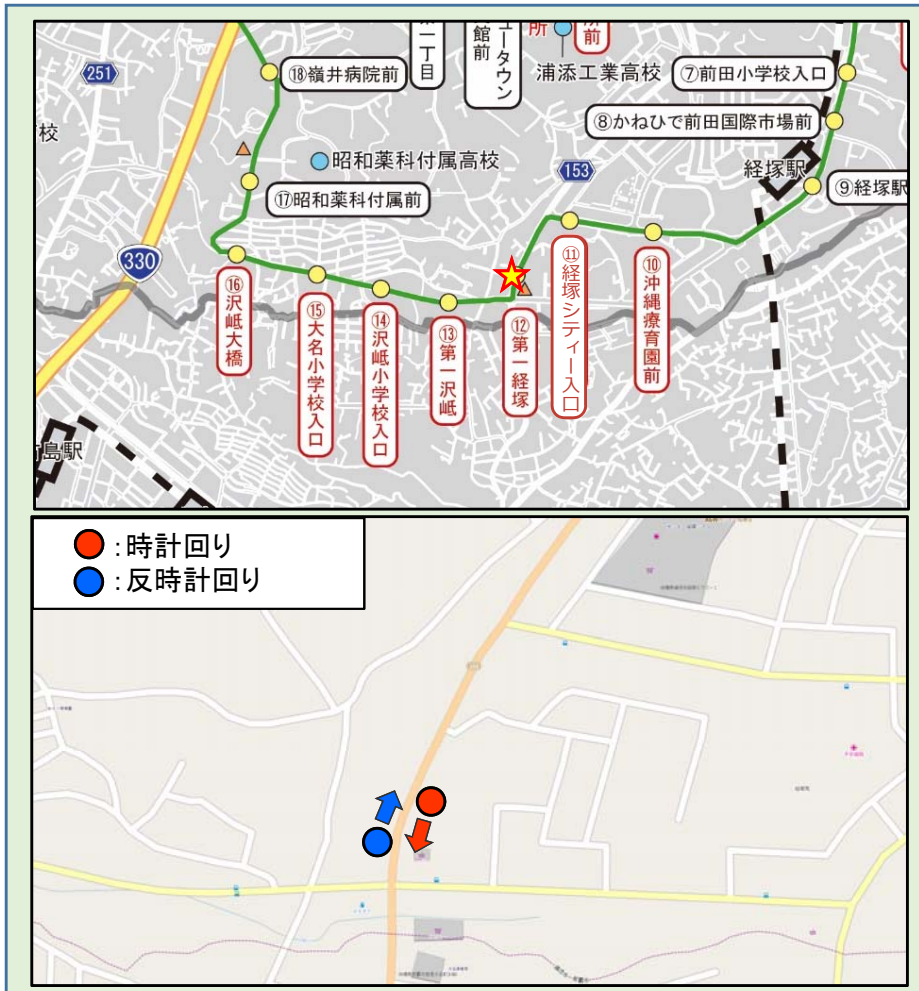 251
⑱嶺井病院前
一丁目
ュータウン
館前
所
所前
浦添工業高校
⑦前田小学校入口
⑧かねひで前田国際市場前
校
昭和薬科付属高校
153
経塚駅
⑰昭和薬科付属前
⑨経塚駅
330
⑯沢岻大橋
⑮大名小学校入口
⑭沢岻小学校入口
⑬第一沢岻
⑫第一経塚
⑪経塚シティー入口
⑩沖縄療育園前
島駅
:時計回り
:反時計回り